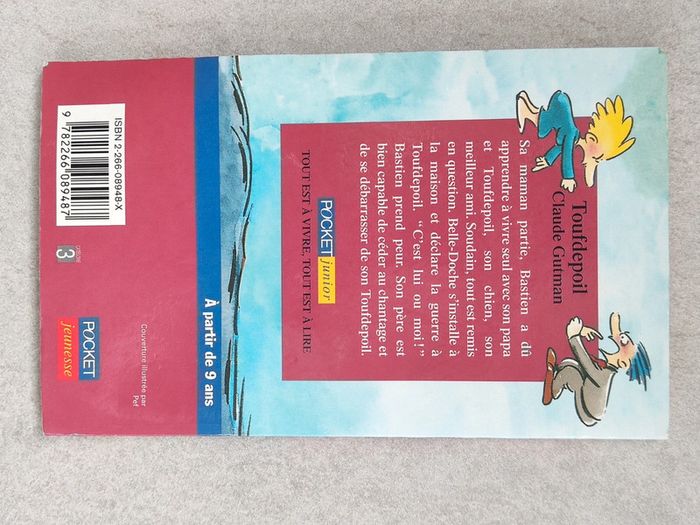 Toufdepoil
Claude Gutman
Sa maman partie, Bastien a dû
apprendre à vivre seul avec son papa
et Toufdepoil, son chien, son
meilleur ami. Soudain, tout est remis
en question. Belle-Doche s'installe à
la maison et déclare la guerre à
Toufdepoil. "C'est lui ou moi!"
Bastien prend peur. Son père est
bien capable de céder au chantage et
de se débarrasser de son Toufdepoil.
POCKET junior
TOUT EST À VIVRE, TOUT EST À LIRE
À partir de 9 ans
Couverture illustrée par
Pef
ISBN 2-266-08948-X
9 782266 089487
3
POCKET
jeunesse